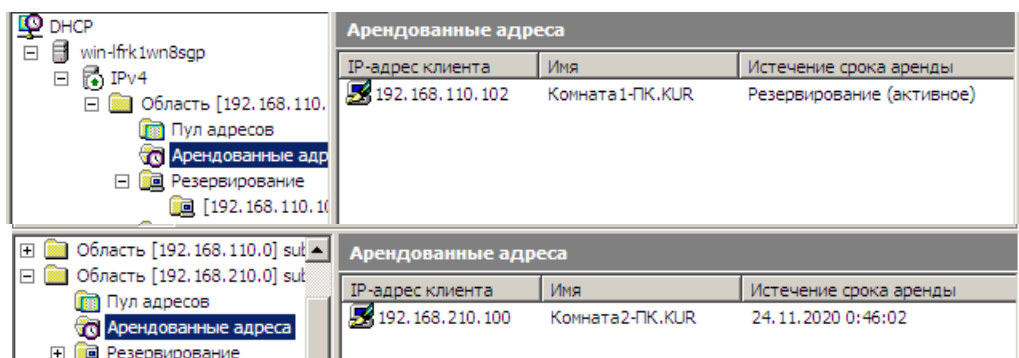 DHCP
win-lfrk1wn8sgp
IPv4
Область [192.168.110.
Пул адресов
Арендованные адр
Резервирование
[192.168.110.10
Арендованные адреса
IP-адрес клиента Имя Истечение срока аренды
192.168.110.102 Комната1-ПК.KUR Резервирование (активное)
Область [192.168.110.0] sub
Область [192.168.210.0] sub
Пул адресов
Арендованные адреса
Резервирование
Арендованные адреса
IP-адрес клиента Имя Истечение срока аренды
192.168.210.100 Комната2-ПК.KUR 24.11.2020 0:46:02